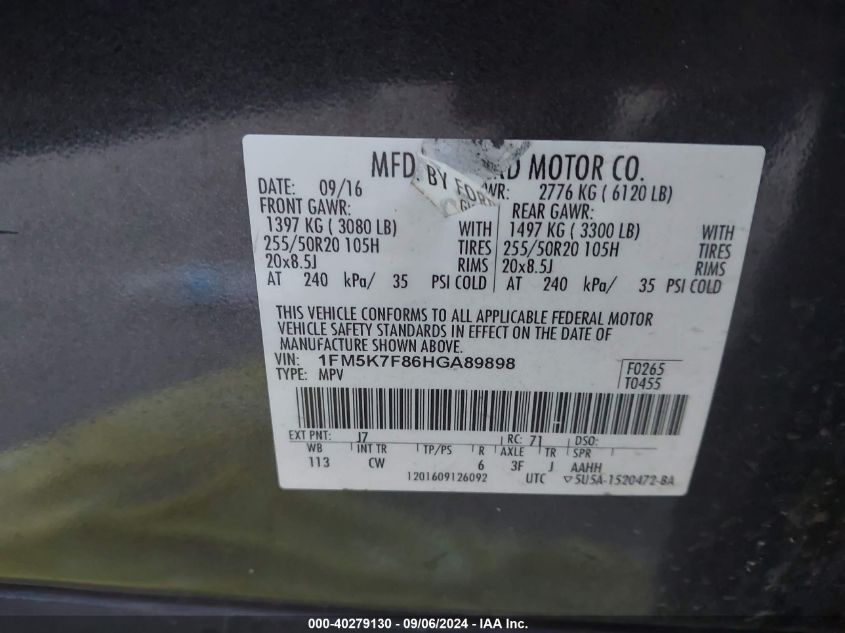 MFD. BY FORD MOTOR CO.
DATE: 09/16 GVWR: 2776 KG ( 6120 LB)
FRONT GAWR: REAR GAWR:
1397 KG ( 3080 LB) WITH 1497 KG ( 3300 LB) WITH
255/50R20 105H TIRES 255/50R20 105H TIRES
20x8.5J RIMS 20x8.5J RIMS
AT 240 kPa/ 35 PSI COLD AT 240 kPa/ 35 PSI COLD
THIS VEHICLE CONFORMS TO ALL APPLICABLE FEDERAL MOTOR
VEHICLE SAFETY STANDARDS IN EFFECT ON THE DATE OF
MANUFACTURE SHOWN ABOVE.
VIN: 1FM5K7F86HGA89898
TYPE: MPV
F0265
T0455
EXT PNT: J7 RC: 71 DSO:
WB INT TR TP/PS R AXLE TR SPR
113 CW 6 3F J AAHH
1201609126092 UTC ▽5USA-1520472-BA
000-40279130 - 09/06/2024 - IAA Inc.